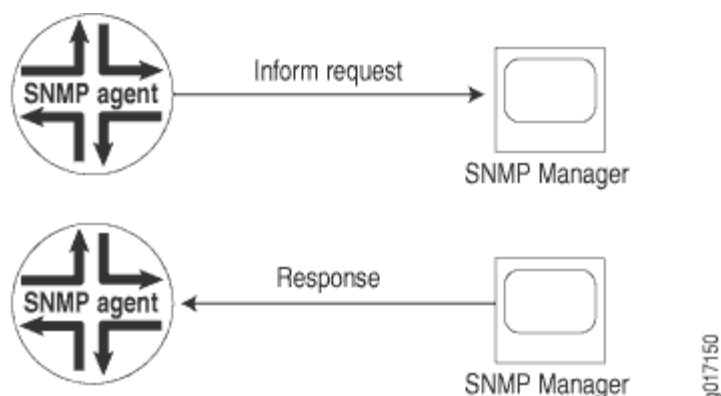 SNMP agent
Inform request
SNMP Manager
SNMP agent
Response
SNMP Manager
g017150